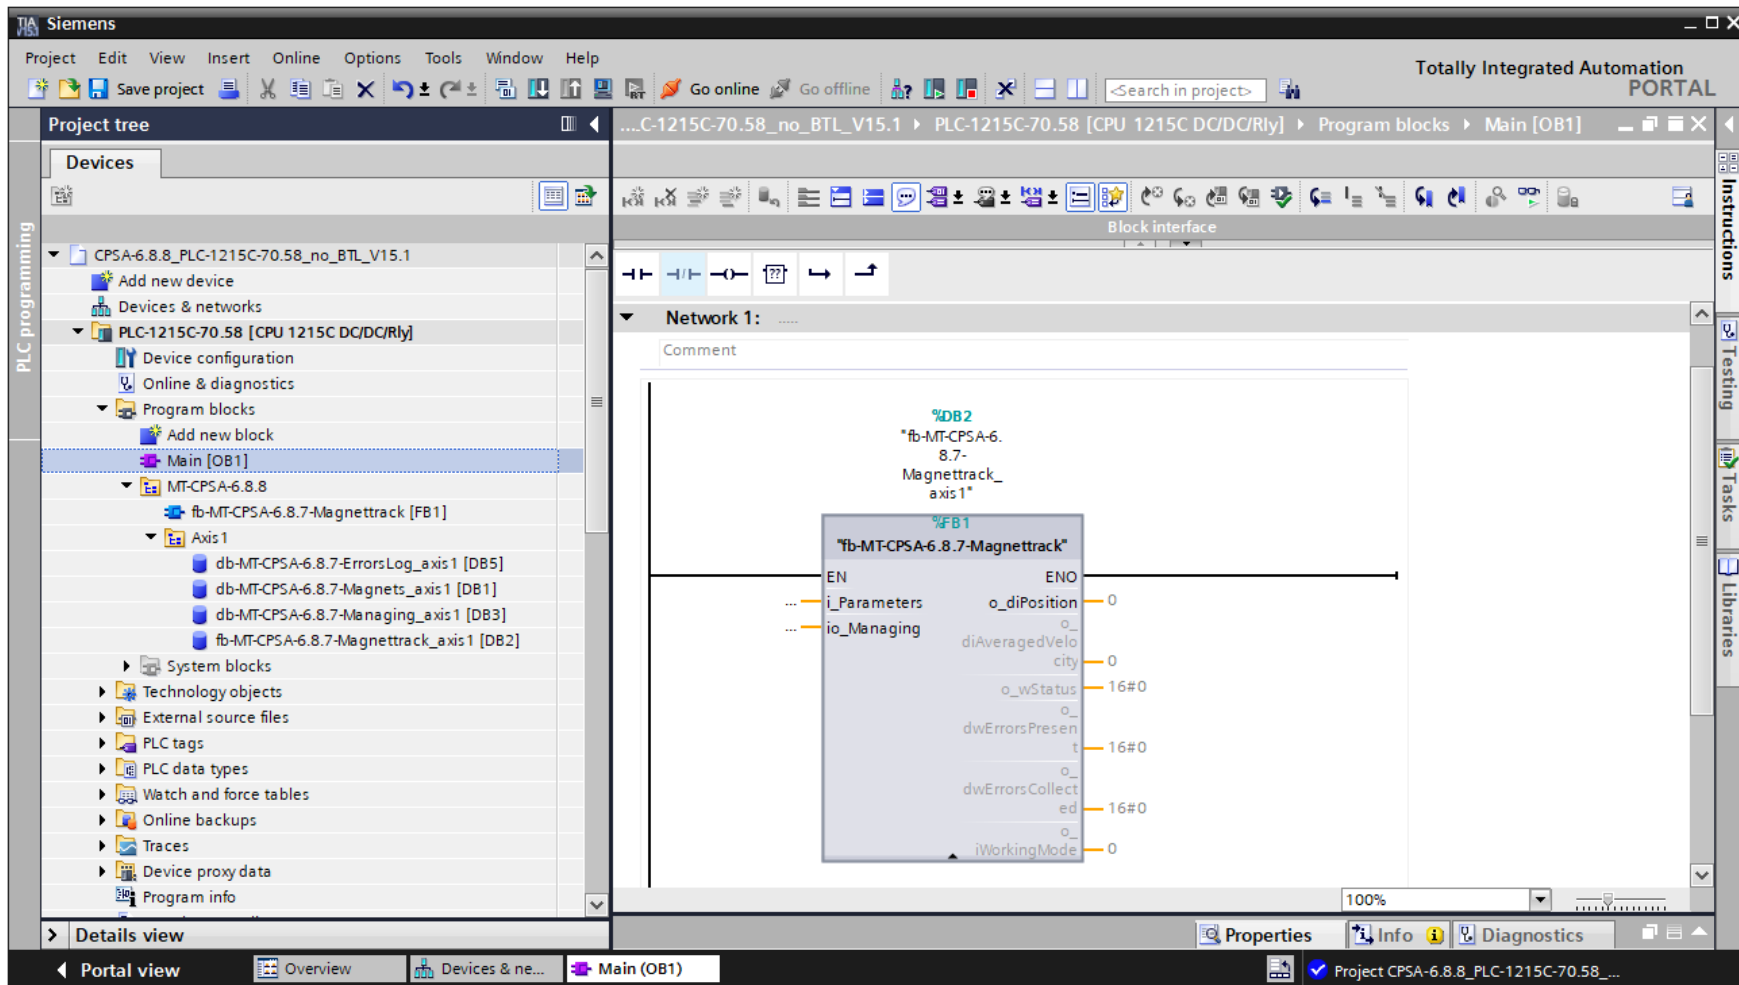 TIA
V15.1
Siemens
Project Edit View Insert Online Options Tools Window Help
Totally Integrated Automation
PORTAL
Save project
Go online
Go offline
<Search in project>
Project tree
...C-1215C-70.58_no_BTL_V15.1 PLC-1215C-70.58 [CPU 1215C DC/DC/Rly] Program blocks Main [OB1]
Devices
PLC programming
Block interface
CPSA-6.8.8_PLC-1215C-70.58_no_BTL_V15.1
Add new device
Devices & networks
PLC-1215C-70.58 [CPU 1215C DC/DC/Rly]
Device configuration
Online & diagnostics
Program blocks
Add new block
Main [OB1]
MT-CPSA-6.8.8
fb-MT-CPSA-6.8.7-Magnettrack [FB1]
Axis1
db-MT-CPSA-6.8.7-ErrorsLog_axis1 [DB5]
db-MT-CPSA-6.8.7-Magnets_axis1 [DB1]
db-MT-CPSA-6.8.7-Managing_axis1 [DB3]
fb-MT-CPSA-6.8.7-Magnettrack_axis1 [DB2]
System blocks
Technology objects
External source files
PLC tags
PLC data types
Watch and force tables
Online backups
Traces
Device proxy data
Program info
Details view
??
Network 1: .....
Comment
%DB2
"fb-MT-CPSA-6.
8.7-
Magnettrack_
axis1"
%FB1
"fb-MT-CPSA-6.8.7-Magnettrack"
EN ENO
... i_Parameters o_diPosition 0
... io_Managing o_
diAveragedVelo
city 0
o_wStatus 16#0
o_
dwErrorsPresen
t 16#0
o_
dwErrorsCollect
ed 16#0
o_
iWorkingMode 0
100%
Properties Info Diagnostics
Instructions
Testing
Tasks
Libraries
Portal view Overview Devices & ne... Main (OB1) Project CPSA-6.8.8_PLC-1215C-70.58_...